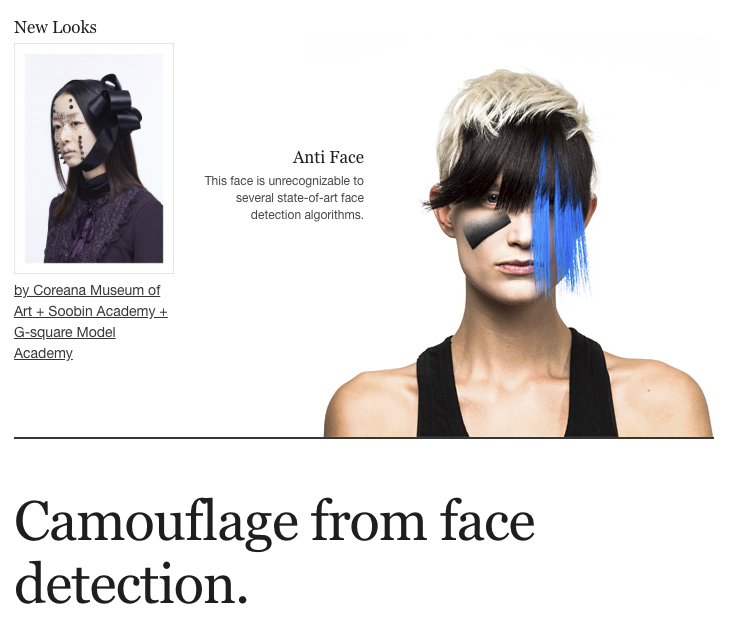 New Looks
by Coreana Museum of
Art + Soobin Academy +
G-square Model
Academy
Anti Face
This face is unrecognizable to
several state-of-art face
detection algorithms.
Camouflage from face
detection.